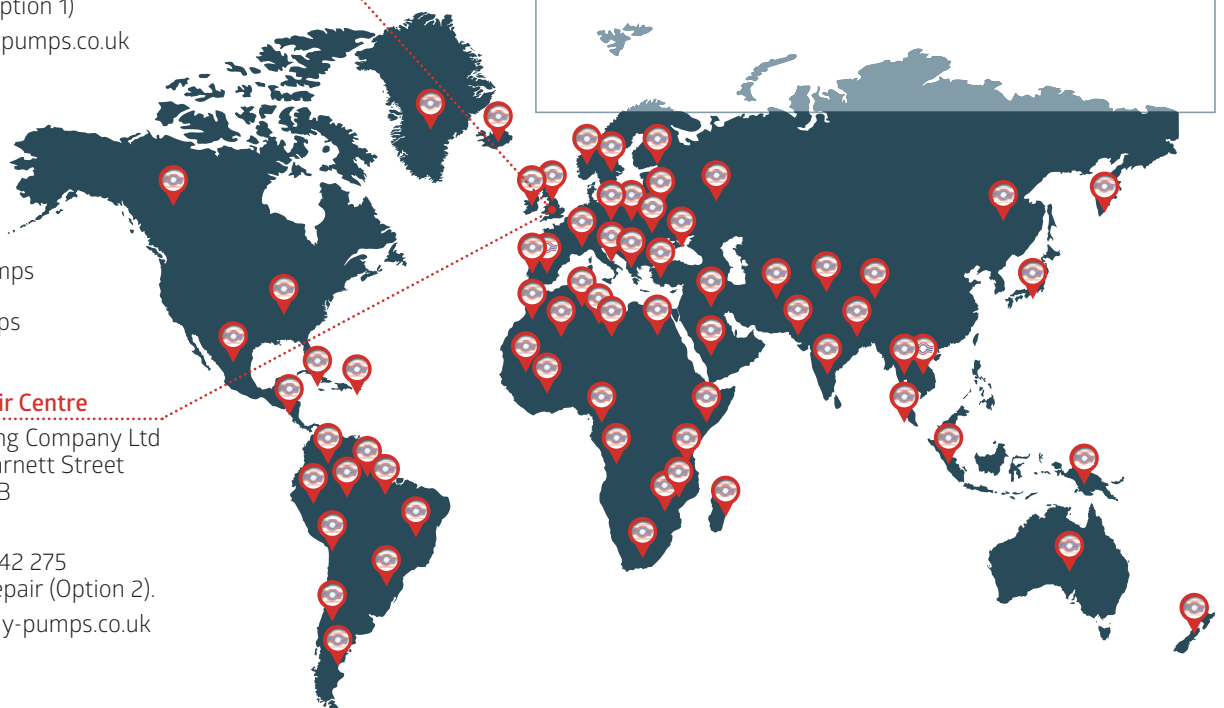 ption 1)
pumps.co.uk
mps
ps
ir Centre
ng Company Ltd
arnett Street
B
42 275
epair (Option 2).
y-pumps.co.uk